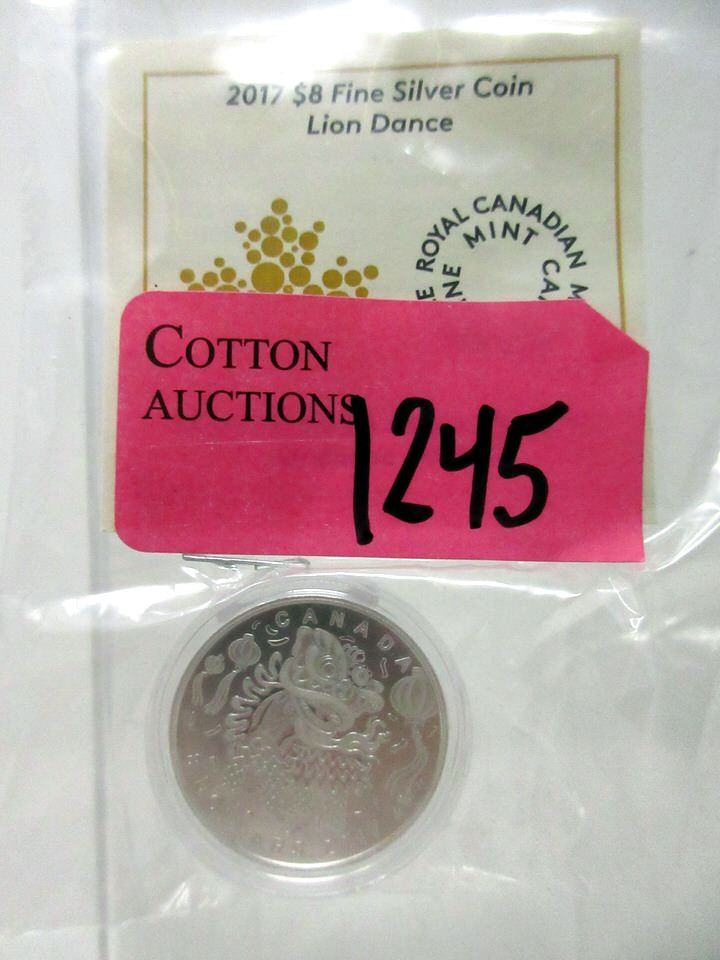 2017 $8 Fine Silver Coin
Lion Dance
ROYAL CANADIAN
MINT
COTTON
AUCTIONS
1245
CANADA